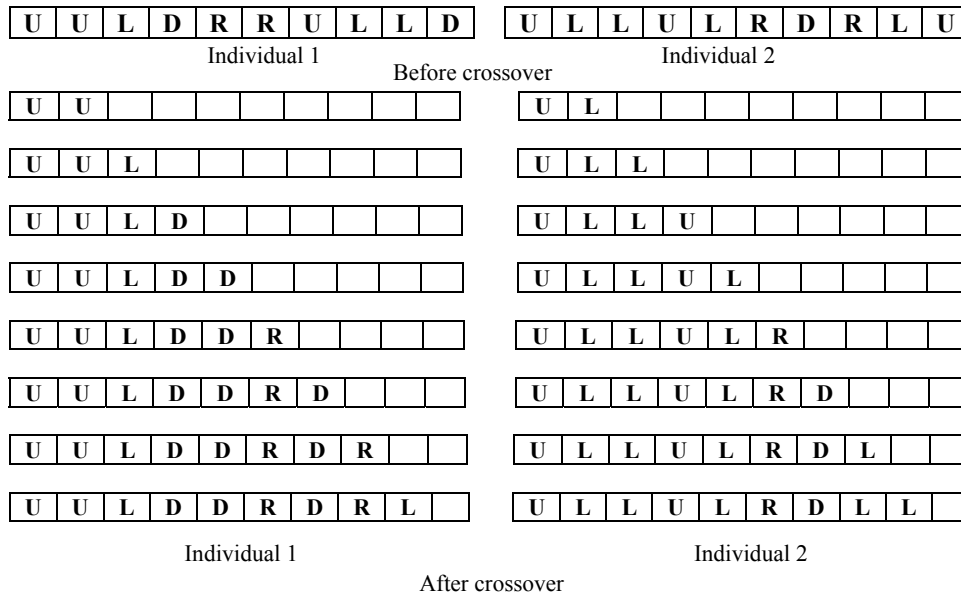 U U L D R R U L L D U L L U L R D R L U
Individual 1 Individual 2
Before crossover
U U U L
U U L U L L
U U L D U L L U
U U L D D U L L U L
U U L D D R U L L U L R
U U L D D R D U L L U L R D
U U L D D R D R U L L U L R D L
U U L D D R D R L U L L U L R D L L
Individual 1 Individual 2
After crossover